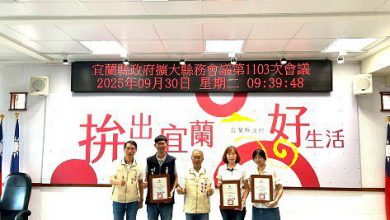 宜蘭縣政府擴大縣務會議第1103次會議
2025年09月30日 星期二 09:39:48
拚出宜蘭 好生活
宜蘭縣政府